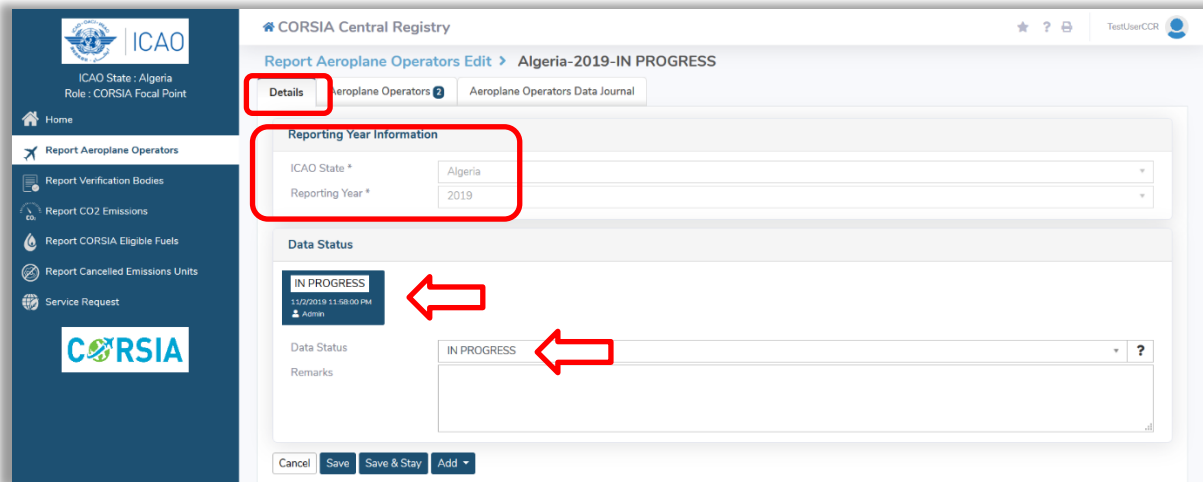 ICAO
ICAO State : Algeria
Role : CORSIA Focal Point
Home
Report Aeroplane Operators
Report Verification Bodies
CO₂
Report CO2 Emissions
Report CORSIA Eligible Fuels
Report Cancelled Emissions Units
Service Request
CORSIA
CORSIA Central Registry
? TestUserCCR
Report Aeroplane Operators Edit > Algeria-2019-IN PROGRESS
Details Aeroplane Operators 2 Aeroplane Operators Data Journal
Reporting Year Information
ICAO State * Algeria
Reporting Year * 2019
Data Status
IN PROGRESS
11/2/2019 11:58:00 PM
Admin
Data Status IN PROGRESS ?
Remarks
Cancel Save Save & Stay Add